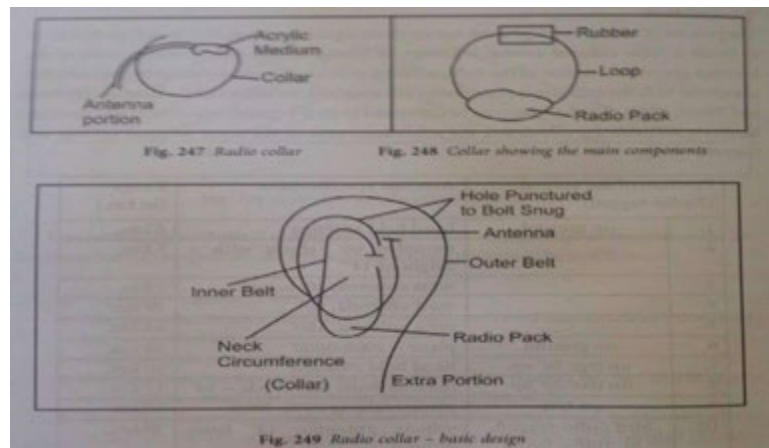 Acrylic
Medium
Collar
Antenna
portion
Rubber
Loop
Radio Pack
Fig. 247 Radio collar
Fig. 248 Collar showing the main components
Hole Punctured
to Bolt Snug
Antenna
Outer Belt
Inner Belt
Radio Pack
Neck
Circumference
(Collar)
Extra Portion
Fig. 249 Radio collar – basic design